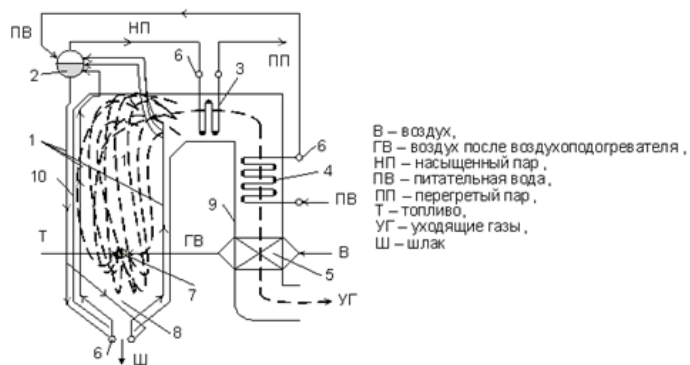 ПВ
НП
ПП
6
3
2
1
10
6
4
ПВ
9
Т
ГВ
В
5
7
УГ
8
6
Ш
В – воздух,
ГВ – воздух после воздухоподогревателя,
НП – насыщенный пар,
ПВ – питательная вода,
ПП – перегретый пар,
Т – топливо,
УГ – уходящие газы,
Ш – шлак